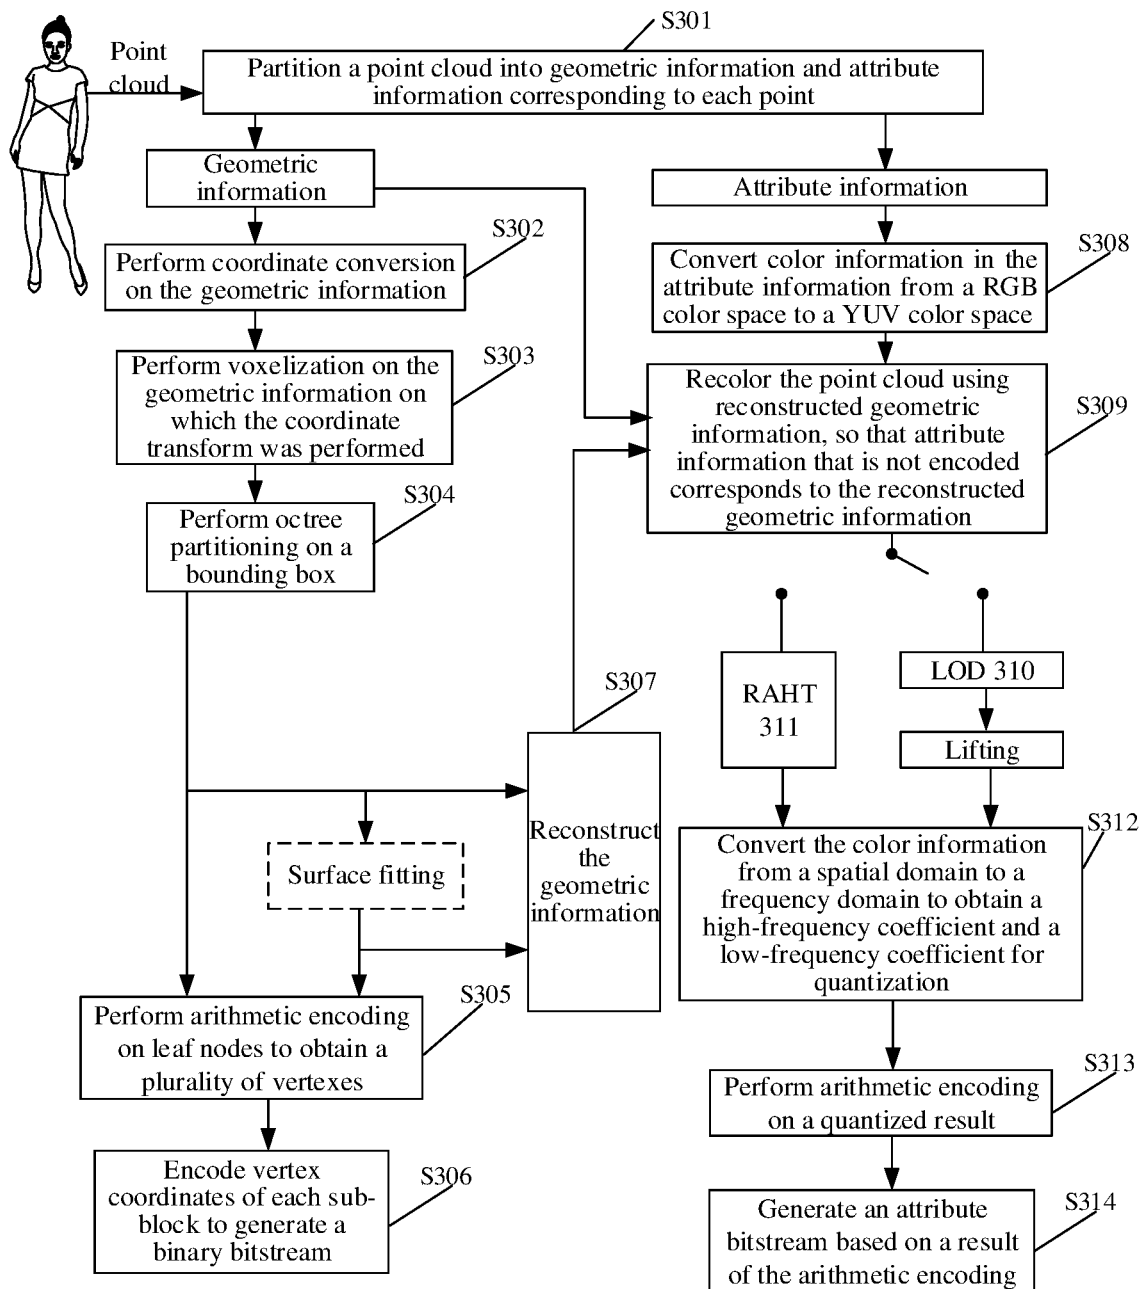 S301
Point
cloud
Partition a point cloud into geometric information and attribute
information corresponding to each point
Geometric
information
Attribute information
S302
Perform coordinate conversion
on the geometric information
S308
Convert color information in the
attribute information from a RGB
color space to a YUV color space
S303
Perform voxelization on the
geometric information on
which the coordinate
transform was performed
S309
Recolor the point cloud using
reconstructed geometric
information, so that attribute
information that is not encoded
corresponds to the reconstructed
geometric information
S304
Perform octree
partitioning on a
bounding box
RAHT
311
LOD 310
Lifting
S307
Reconstruct
the
geometric
information
Surface fitting
S312
Convert the color information
from a spatial domain to a
frequency domain to obtain a
high-frequency coefficient and a
low-frequency coefficient for
quantization
S305
Perform arithmetic encoding
on leaf nodes to obtain a
plurality of vertexes
S313
Perform arithmetic encoding
on a quantized result
S306
Encode vertex
coordinates of each sub-
block to generate a
binary bitstream
S314
Generate an attribute
bitstream based on a result
of the arithmetic encoding